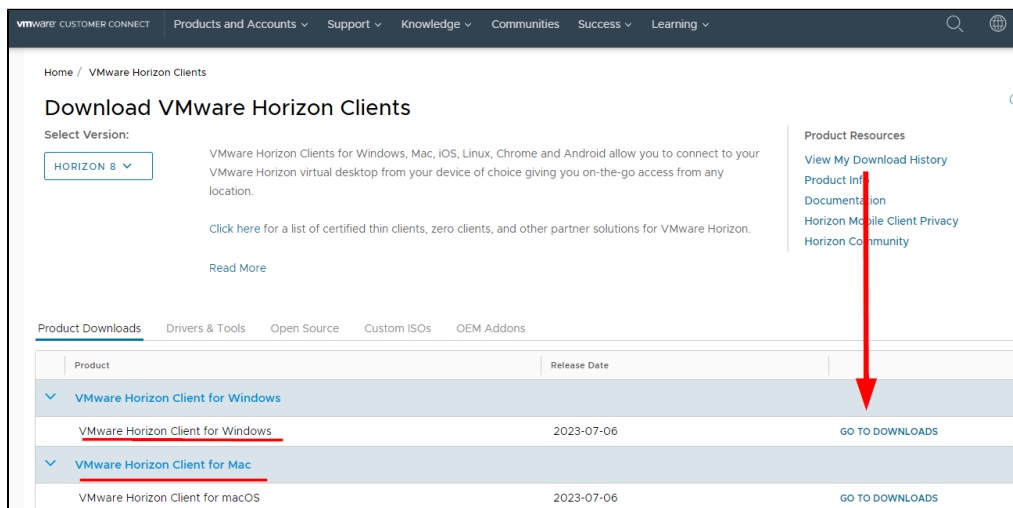 vmware CUSTOMER CONNECT Products and Accounts Support Knowledge Communities Success Learning
Home / VMware Horizon Clients
Download VMware Horizon Clients
Select Version:
HORIZON 8
VMware Horizon Clients for Windows, Mac, iOS, Linux, Chrome and Android allow you to connect to your
VMware Horizon virtual desktop from your device of choice giving you on-the-go access from any
location.
Click here for a list of certified thin clients, zero clients, and other partner solutions for VMware Horizon.
Read More
Product Resources
View My Download History
Product Info
Documentation
Horizon Mobile Client Privacy
Horizon Community
Product Downloads Drivers & Tools Open Source Custom ISOs OEM Addons
Product Release Date
VMware Horizon Client for Windows
VMware Horizon Client for Windows 2023-07-06 GO TO DOWNLOADS
VMware Horizon Client for Mac
VMware Horizon Client for macOS 2023-07-06 GO TO DOWNLOADS